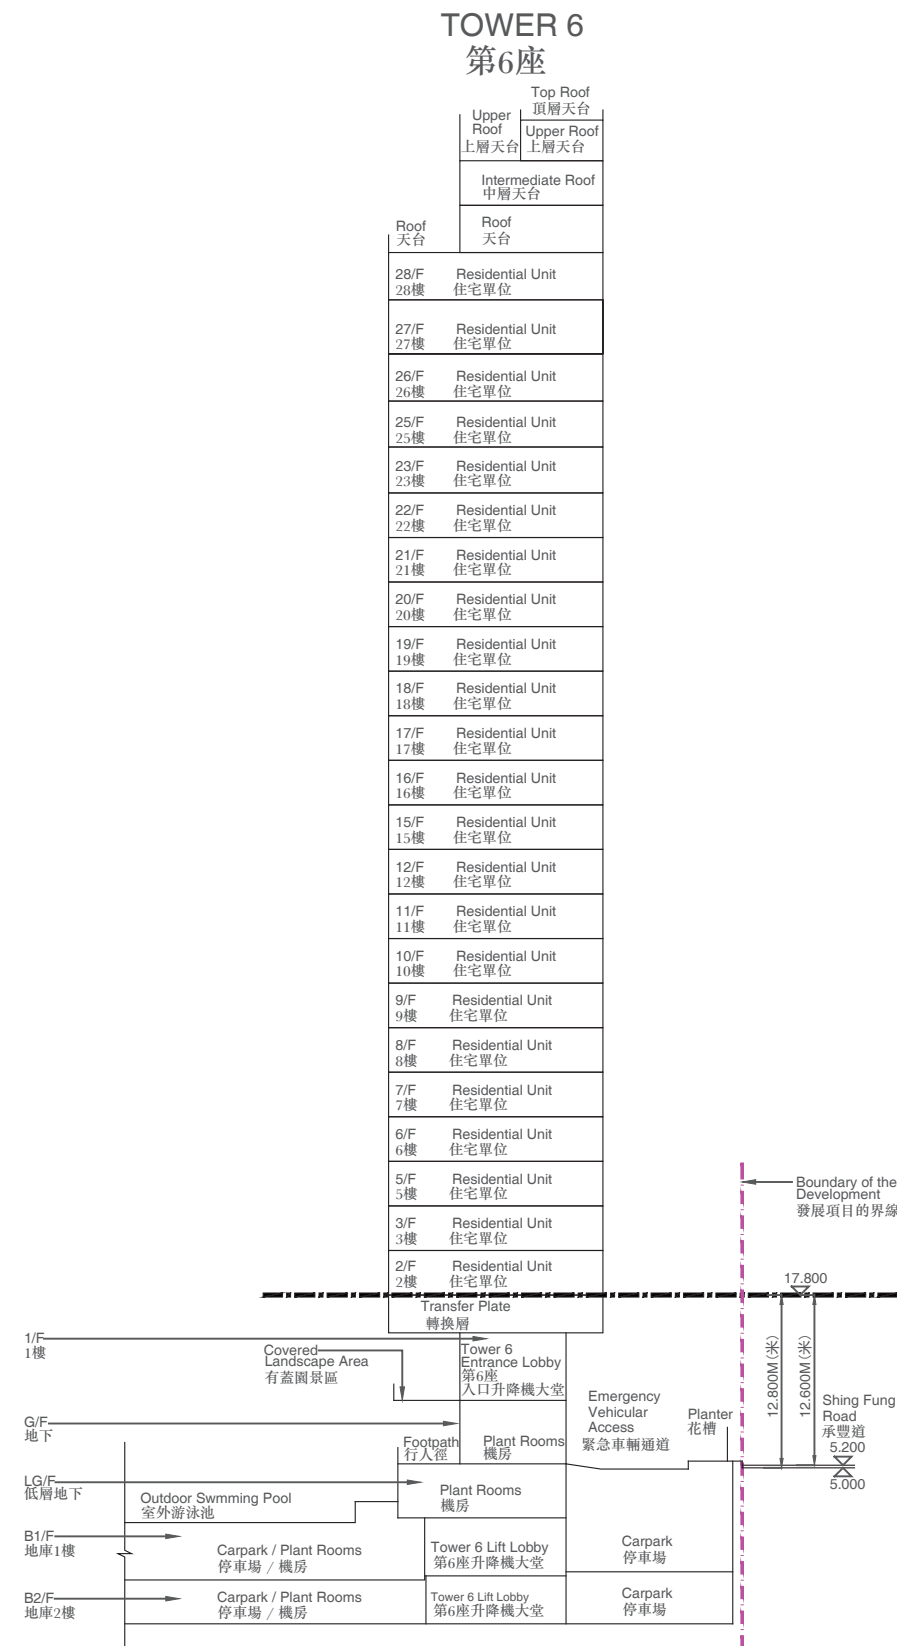 TOWER 6
第6座
Top Roof
頂層天台
Upper
Roof
上層天台
Upper Roof
上層天台
Intermediate Roof
中層天台
Roof
天台
Roof
天台
28/F Residential Unit
28樓 住宅單位
27/F Residential Unit
27樓 住宅單位
26/F Residential Unit
26樓 住宅單位
25/F Residential Unit
25樓 住宅單位
23/F Residential Unit
23樓 住宅單位
22/F Residential Unit
22樓 住宅單位
21/F Residential Unit
21樓 住宅單位
20/F Residential Unit
20樓 住宅單位
19/F Residential Unit
19樓 住宅單位
18/F Residential Unit
18樓 住宅單位
17/F Residential Unit
17樓 住宅單位
16/F Residential Unit
16樓 住宅單位
15/F Residential Unit
15樓 住宅單位
12/F Residential Unit
12樓 住宅單位
11/F Residential Unit
11樓 住宅單位
10/F Residential Unit
10樓 住宅單位
9/F Residential Unit
9樓 住宅單位
8/F Residential Unit
8樓 住宅單位
7/F Residential Unit
7樓 住宅單位
6/F Residential Unit
6樓 住宅單位
5/F Residential Unit
5樓 住宅單位
3/F Residential Unit
3樓 住宅單位
2/F Residential Unit
2樓 住宅單位
Boundary of the
Development
發展項目的界線
17.800
Transfer Plate
轉換層
1/F
1樓
Covered
Landscape Area
有蓋園景區
Tower 6
Entrance Lobby
第6座
入口升降機大堂
12.800M(米)
12.600M(米)
Shing Fung
Road
承豐道
5.200
5.000
Emergency
Vehicular
Access
緊急車輛通道
Planter
花槽
G/F
地下
Footpath
行人徑
Plant Rooms
機房
LG/F
低層地下
Outdoor Swmming Pool
室外游泳池
Plant Rooms
機房
B1/F
地庫1樓
Carpark / Plant Rooms
停車場 / 機房
Tower 6 Lift Lobby
第6座升降機大堂
Carpark
停車場
B2/F
地庫2樓
Carpark / Plant Rooms
停車場 / 機房
Tower 6 Lift Lobby
第6座升降機大堂
Carpark
停車場